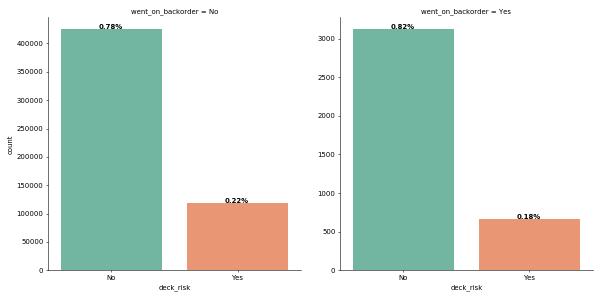 went_on_backorder = No
0.78%
0.22%
400000
350000
300000
250000
200000
150000
100000
50000
0
count
No
Yes
deck_risk
went_on_backorder = Yes
0.82%
0.18%
3000
2500
2000
1500
1000
500
0
No
Yes
deck_risk